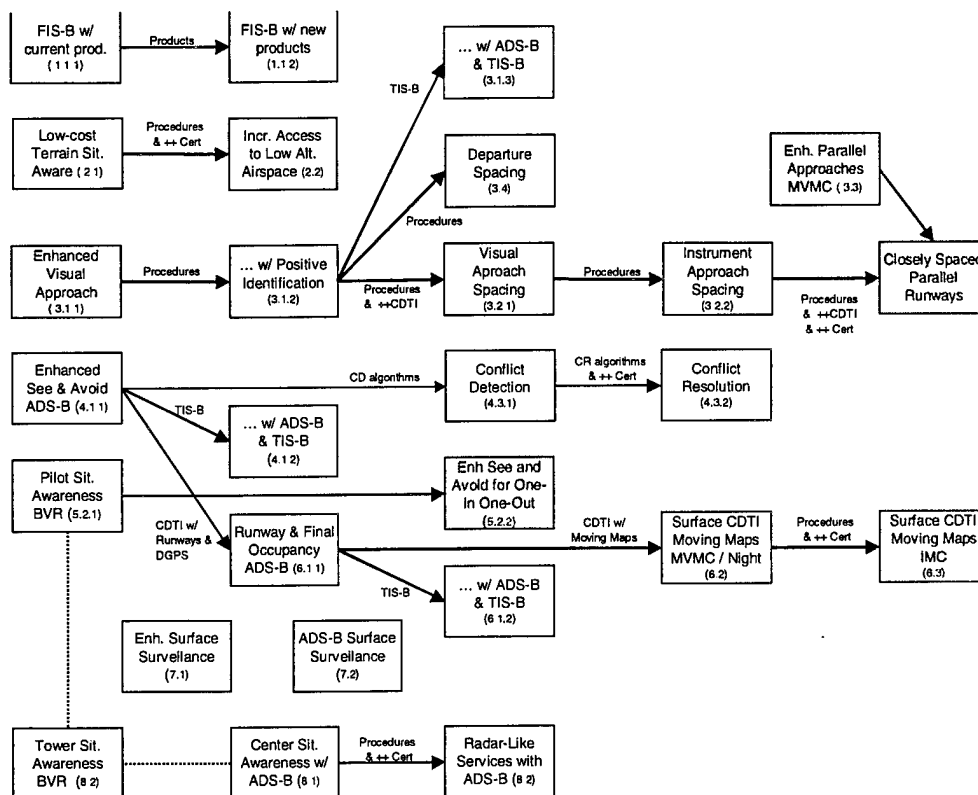 FIS-B w/
current prod.
(1 1 1)
Products
FIS-B w/ new
products
(1.1 2)
... w/ ADS-B
& TIS-B
(3.1.3)
TIS-B
Low-cost
Terrain Sit.
Aware (2 1)
Procedures
& ++ Cert
Incr. Access
to Low Alt.
Airspace (2.2)
Departure
Spacing
(3.4)
Procedures
Enh. Parallel
Approaches
MVMC (3.3)
Enhanced
Visual
Approach
(3.1 1)
Procedures
... w/ Positive
Identification
(3.1.2)
Procedures
& ++CDTI
Visual
Aproach
Spacing
(3.2 1)
Procedures
Instrument
Approach
Spacing
(3 2.2)
Procedures
& ++CDTI
& ++ Cert
Closely Spaced
Parallel
Runways
Enhanced
See & Avoid
ADS-B (4.1 1)
CD algorithms
Conflict
Detection
(4.3.1)
CR algorithms
& ++ Cert
Conflict
Resolution
(4.3.2)
TIS-B
... w/ ADS-B
& TIS-B
(4.1 2)
Pilot Sit.
Awareness
BVR (5.2.1)
Enh See and
Avoid for One-
In One-Out
(5.2.2)
CDTI w/
Runways &
DGPS
Runway & Final
Occupancy
ADS-B (6.1 1)
CDTI w/
Moving Maps
Surface CDTI
Moving Maps
MVMC / Night
(6.2)
Procedures
& ++ Cert
Surface CDTI
Moving Maps
IMC
(6.3)
TIS-B
... w/ ADS-B
& TIS-B
(6 1.2)
Enh. Surface
Surveillance
(7.1)
ADS-B Surface
Surveillance
(7.2)
Tower Sit.
Awareness
BVR (8 2)
Center Sit.
Awareness w/
ADS-B (8 1)
Procedures
& ++ Cert
Radar-Like
Services with
ADS-B (8 2)